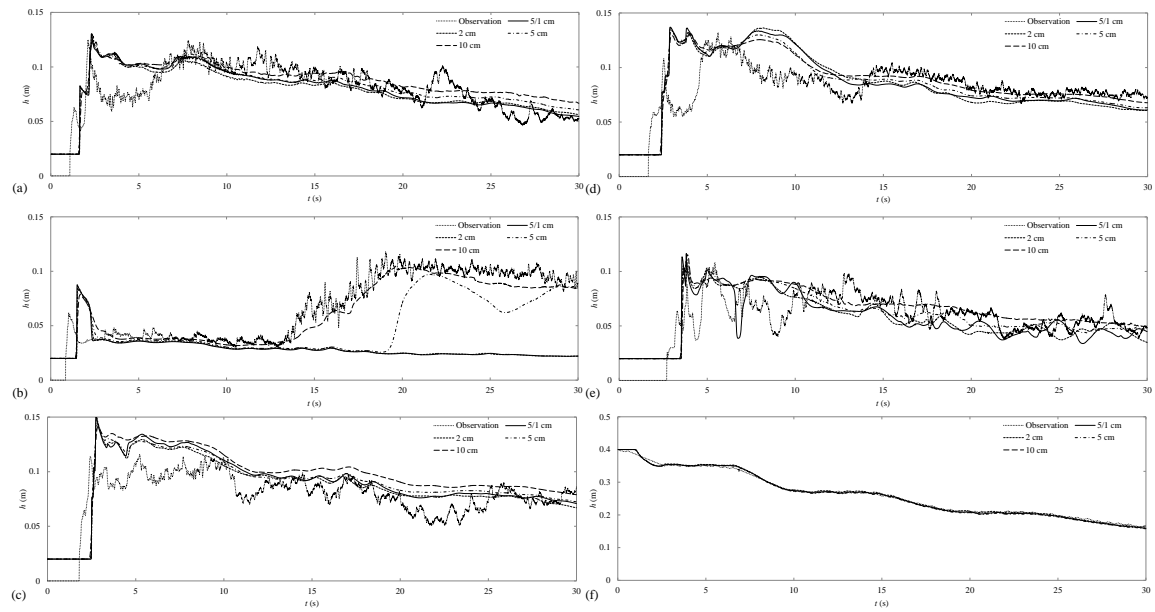 0.15
0.1
0.05
0
h (m)
Observation 5/1 cm
2 cm 5 cm
10 cm
0 5 10 15 20 25 30
t (s)
(a)
0.15
0.1
0.05
0
h (m)
Observation 5/1 cm
2 cm 5 cm
10 cm
0 5 10 15 20 25 30
t (s)
(d)
0.15
0.1
0.05
0
h (m)
Observation 5/1 cm
2 cm 5 cm
10 cm
0 5 10 15 20 25 30
t (s)
(b)
0.15
0.1
0.05
0
h (m)
Observation 5/1 cm
2 cm 5 cm
10 cm
0 5 10 15 20 25 30
t (s)
(e)
0.15
0.1
0.05
0
h (m)
Observation 5/1 cm
2 cm 5 cm
10 cm
0 5 10 15 20 25 30
t (s)
(c)
0.5
0.4
0.3
0.2
0.1
0
h (m)
Observation 5/1 cm
2 cm 5 cm
10 cm
0 5 10 15 20 25 30
t (s)
(f)